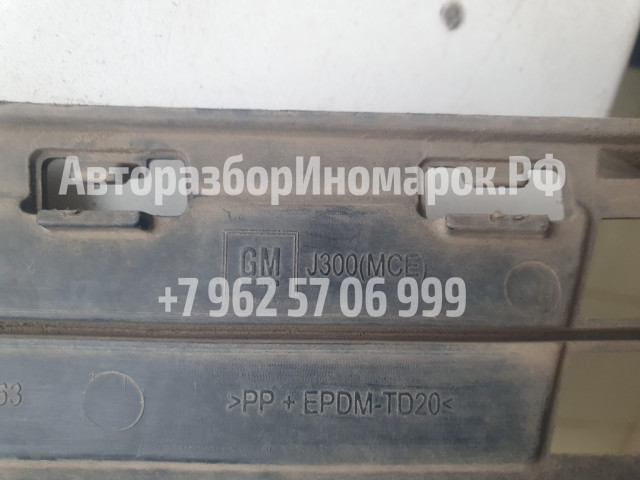 АвторазборИномарок.РФ
GM J300(MCE)
+7 962 57 06 999
63
>PP + EPDM-TD20<